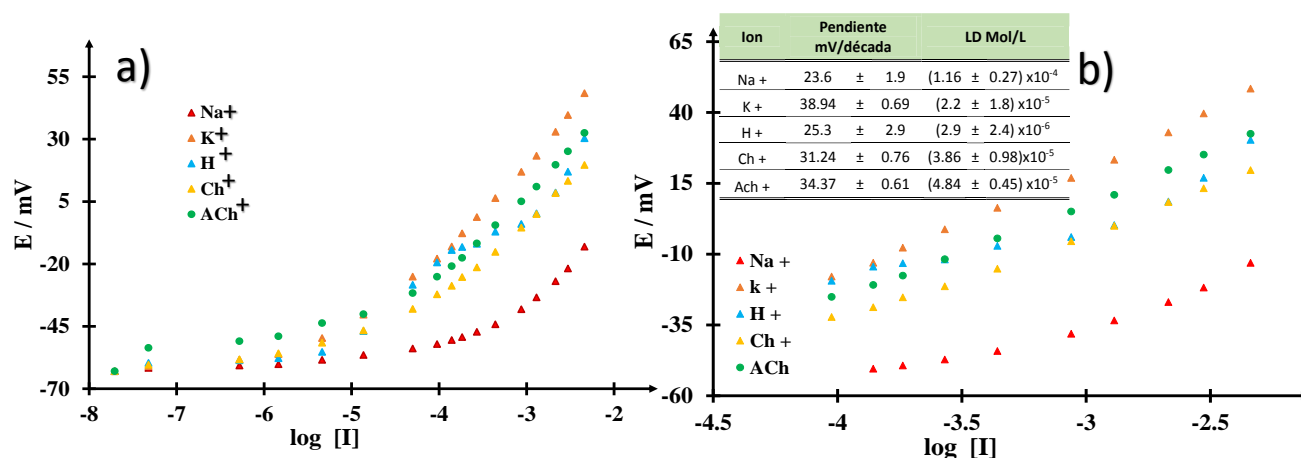 a)
E / mV
55
30
5
-20
-45
-70
Na+
K+
H+
Ch+
ACh+
-8 -7 -6 -5 -4 -3 -2
log [I]
b)
Ion Pendiente mV/década LD Mol/L
Na + 23.6 ± 1.9 (1.16 ± 0.27) x10-4
K + 38.94 ± 0.69 (2.2 ± 1.8) x10-5
H + 25.3 ± 2.9 (2.9 ± 2.4) x10-6
Ch + 31.24 ± 0.76 (3.86 ± 0.98)x10-5
Ach + 34.37 ± 0.61 (4.84 ± 0.45) x10-5
E / mV
65
40
15
-10
-35
-60
Na +
k +
H +
Ch +
ACh
-4.5 -4 -3.5 -3 -2.5
log [I]